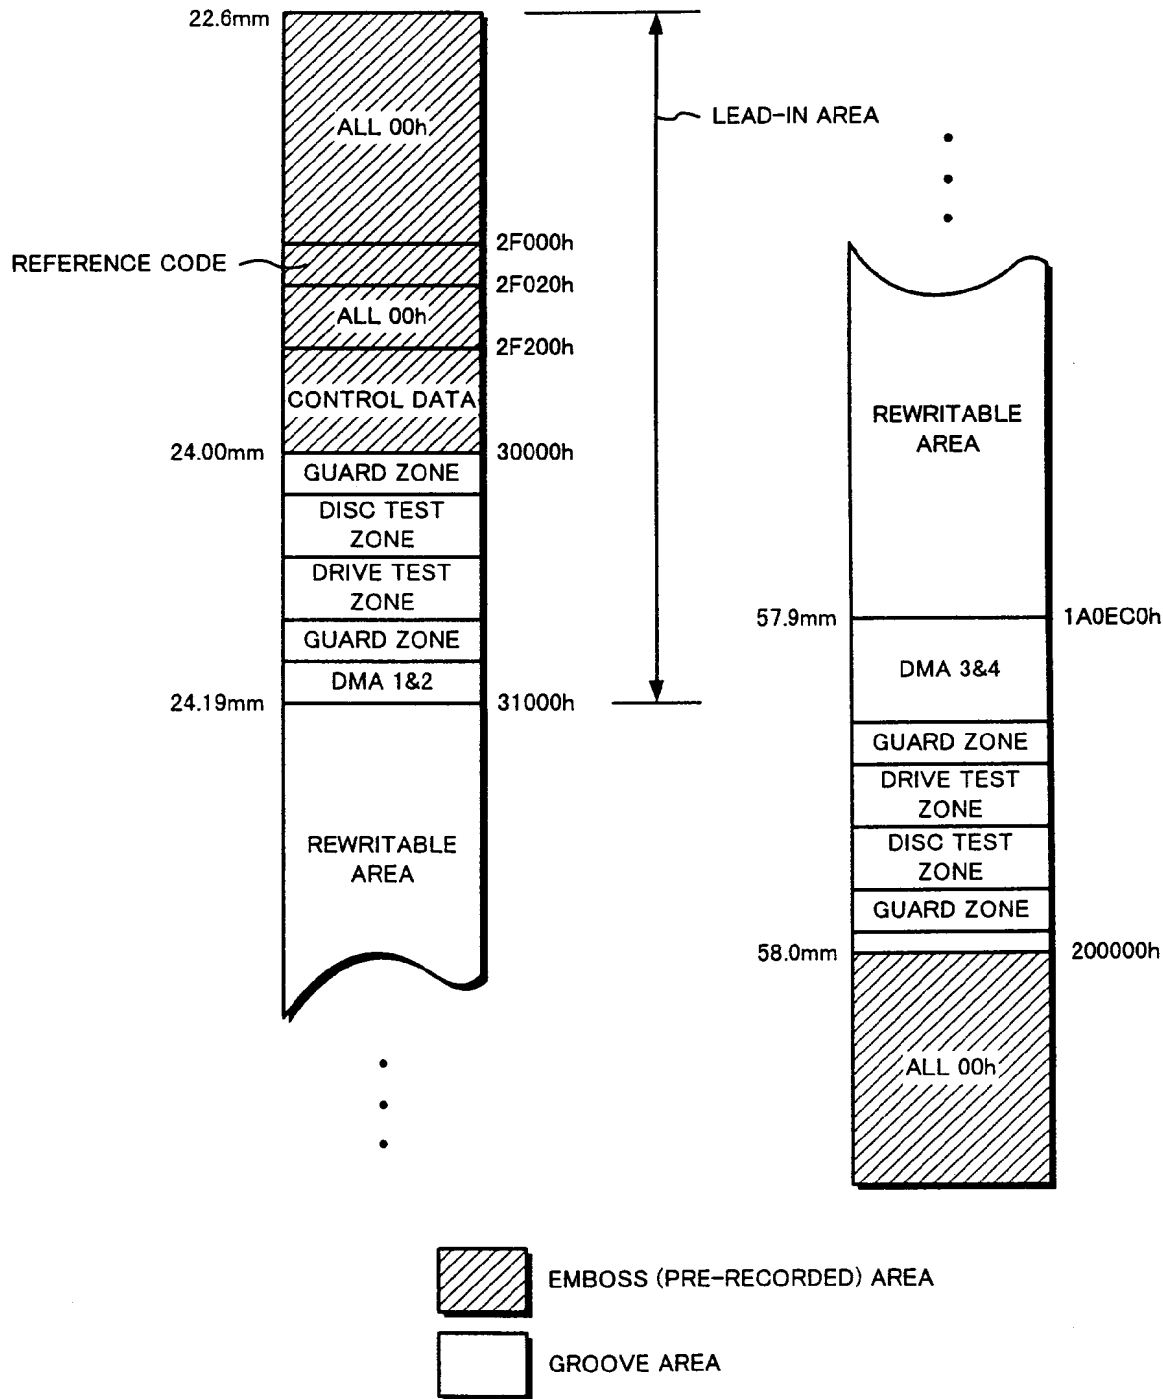 22.6mm
ALL 00h
LEAD-IN AREA
2F000h
REFERENCE CODE
2F020h
ALL 00h
2F200h
CONTROL DATA
24.00mm
30000h
GUARD ZONE
DISC TEST
ZONE
DRIVE TEST
ZONE
GUARD ZONE
DMA 1&2
24.19mm
31000h
REWRITABLE
AREA
REWRITABLE
AREA
57.9mm
1A0EC0h
DMA 3&4
GUARD ZONE
DRIVE TEST
ZONE
DISC TEST
ZONE
GUARD ZONE
58.0mm
200000h
ALL 00h
EMBOSS (PRE-RECORDED) AREA
GROOVE AREA